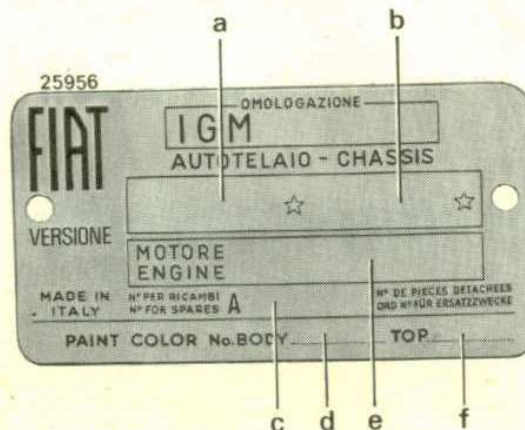 a b
25956
FIAT
OMOLOGAZIONE
IGM
AUTOTELAIO - CHASSIS
☆ ☆
VERSIONE
MOTORE
ENGINE
MADE IN
ITALY
Nº PER RICAMBI
Nº FOR SPARES A
Nº DE PIECES DETACHEES
ORD Nº FÜR ERSATZZWECKE
PAINT COLOR No. BODY TOP
c d e f